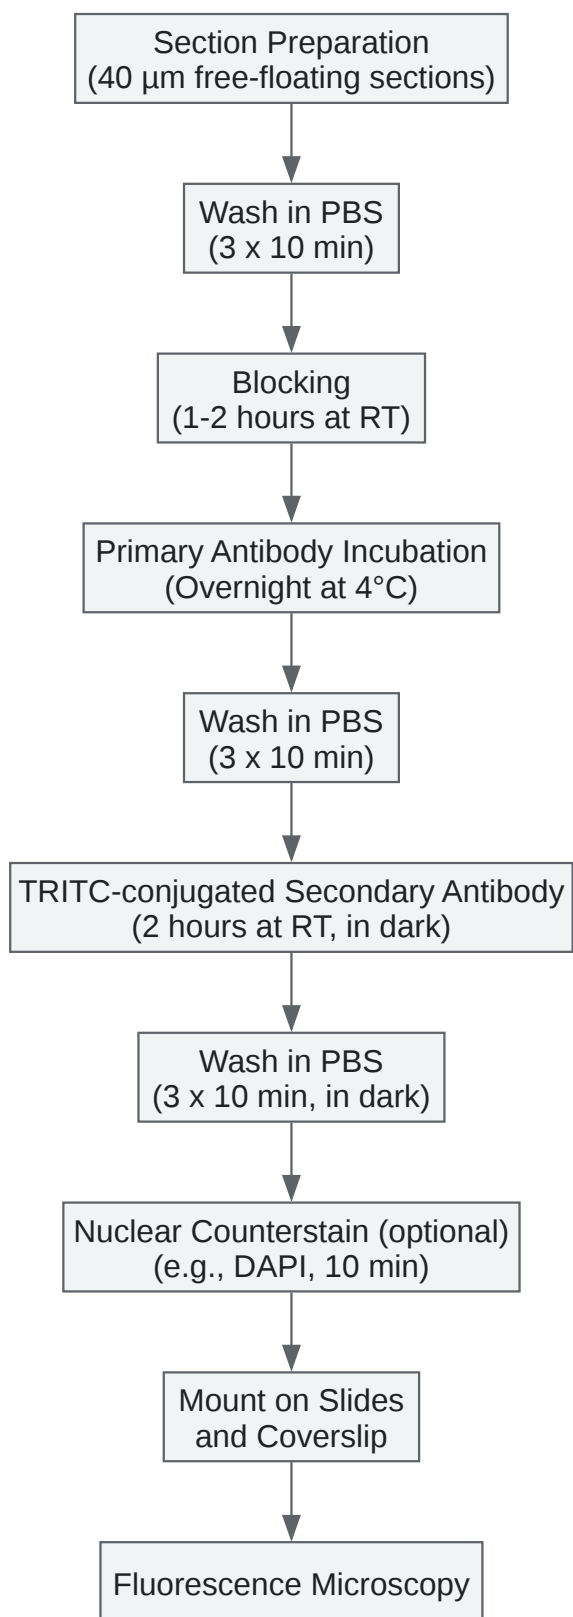 Section Preparation
(40 µm free-floating sections)
Wash in PBS
(3 x 10 min)
Blocking
(1-2 hours at RT)
Primary Antibody Incubation
(Overnight at 4°C)
Wash in PBS
(3 x 10 min)
TRITC-conjugated Secondary Antibody
(2 hours at RT, in dark)
Wash in PBS
(3 x 10 min, in dark)
Nuclear Counterstain (optional)
(e.g., DAPI, 10 min)
Mount on Slides
and Coverslip
Fluorescence Microscopy